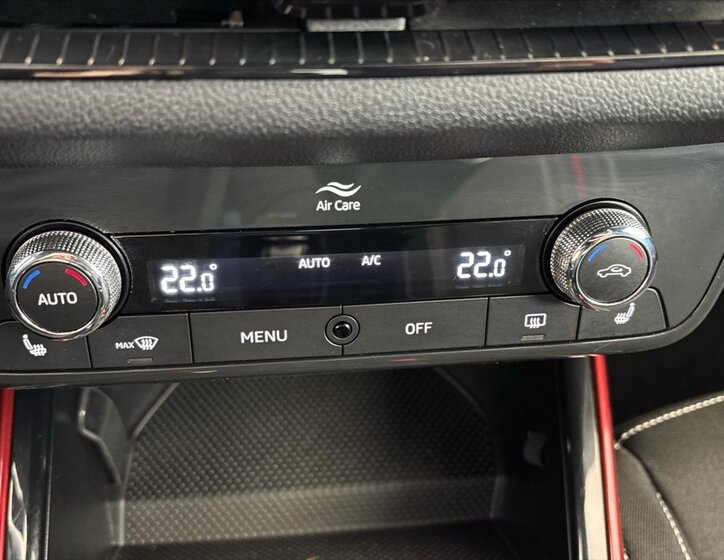 Air Care
22.0° AUTO A/C 22.0°
AUTO
MAX MENU OFF